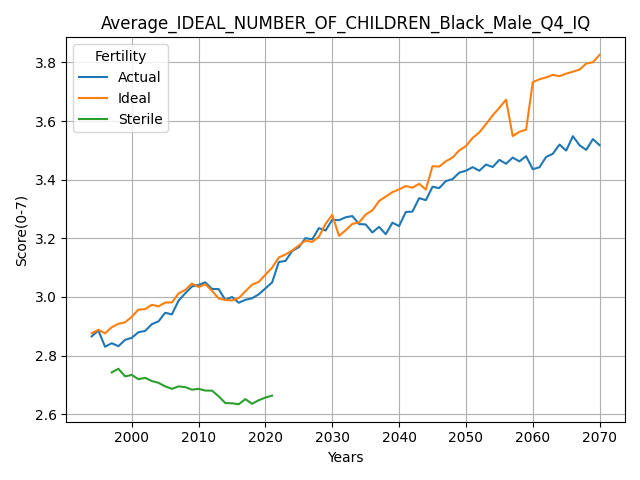 Average_IDEAL_NUMBER_OF_CHILDREN_Black_Male_Q4_IQ
Fertility
Actual
Ideal
Sterile
Score(0-7)
3.8
3.6
3.4
3.2
3.0
2.8
2.6
2000 2010 2020 2030 2040 2050 2060 2070
Years